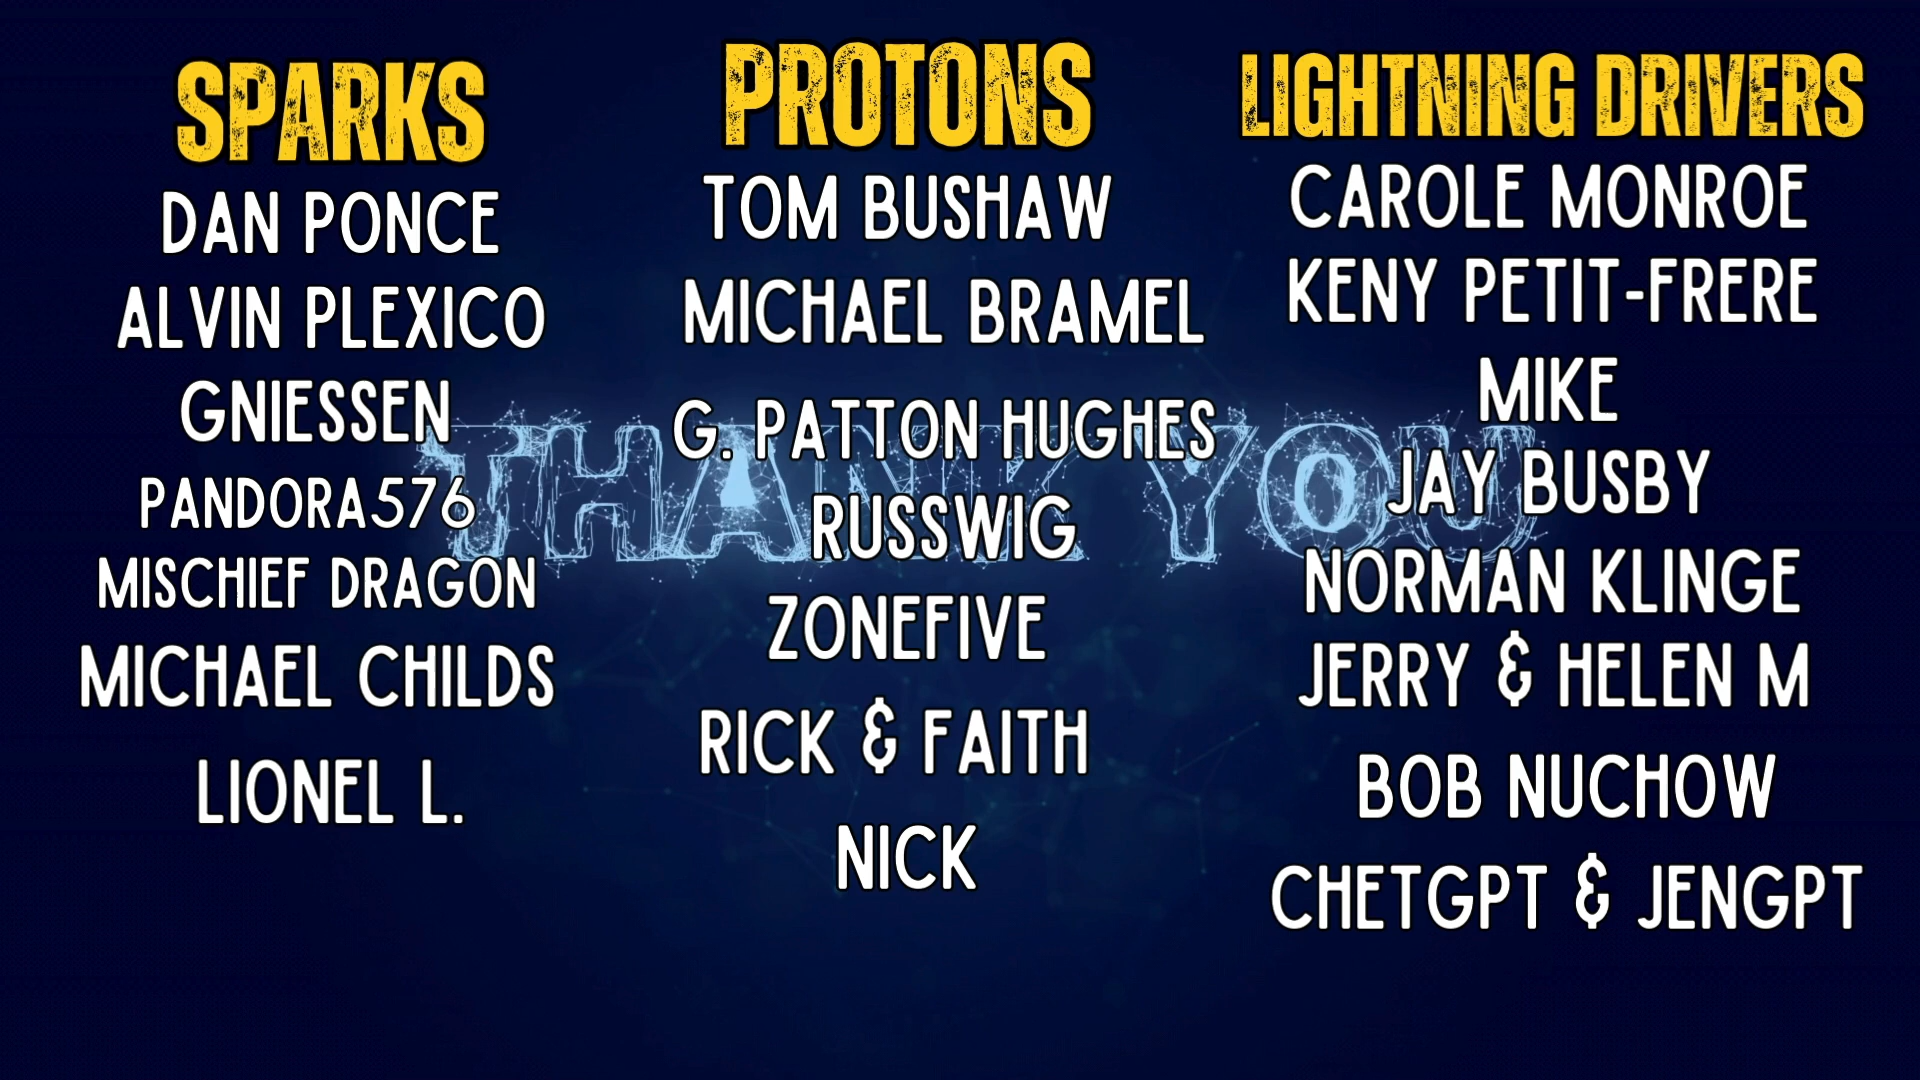 SPARKS
DAN PONCE
ALVIN PLEXICO
GNIESSEN
PANDORA576
MISCHIEF DRAGON
MICHAEL CHILDS
LIONEL L.
PROTONS
TOM BUSHAW
MICHAEL BRAMEL
G. PATTON HUGHES
RUSSWIG
ZONEFIVE
RICK & FAITH
NICK
LIGHTNING DRIVERS
CAROLE MONROE
KENY PETIT-FRERE
MIKE
JAY BUSBY
NORMAN KLINGE
JERRY & HELEN M
BOB NUCHOW
CHETGPT & JENGPT
THANK YOU